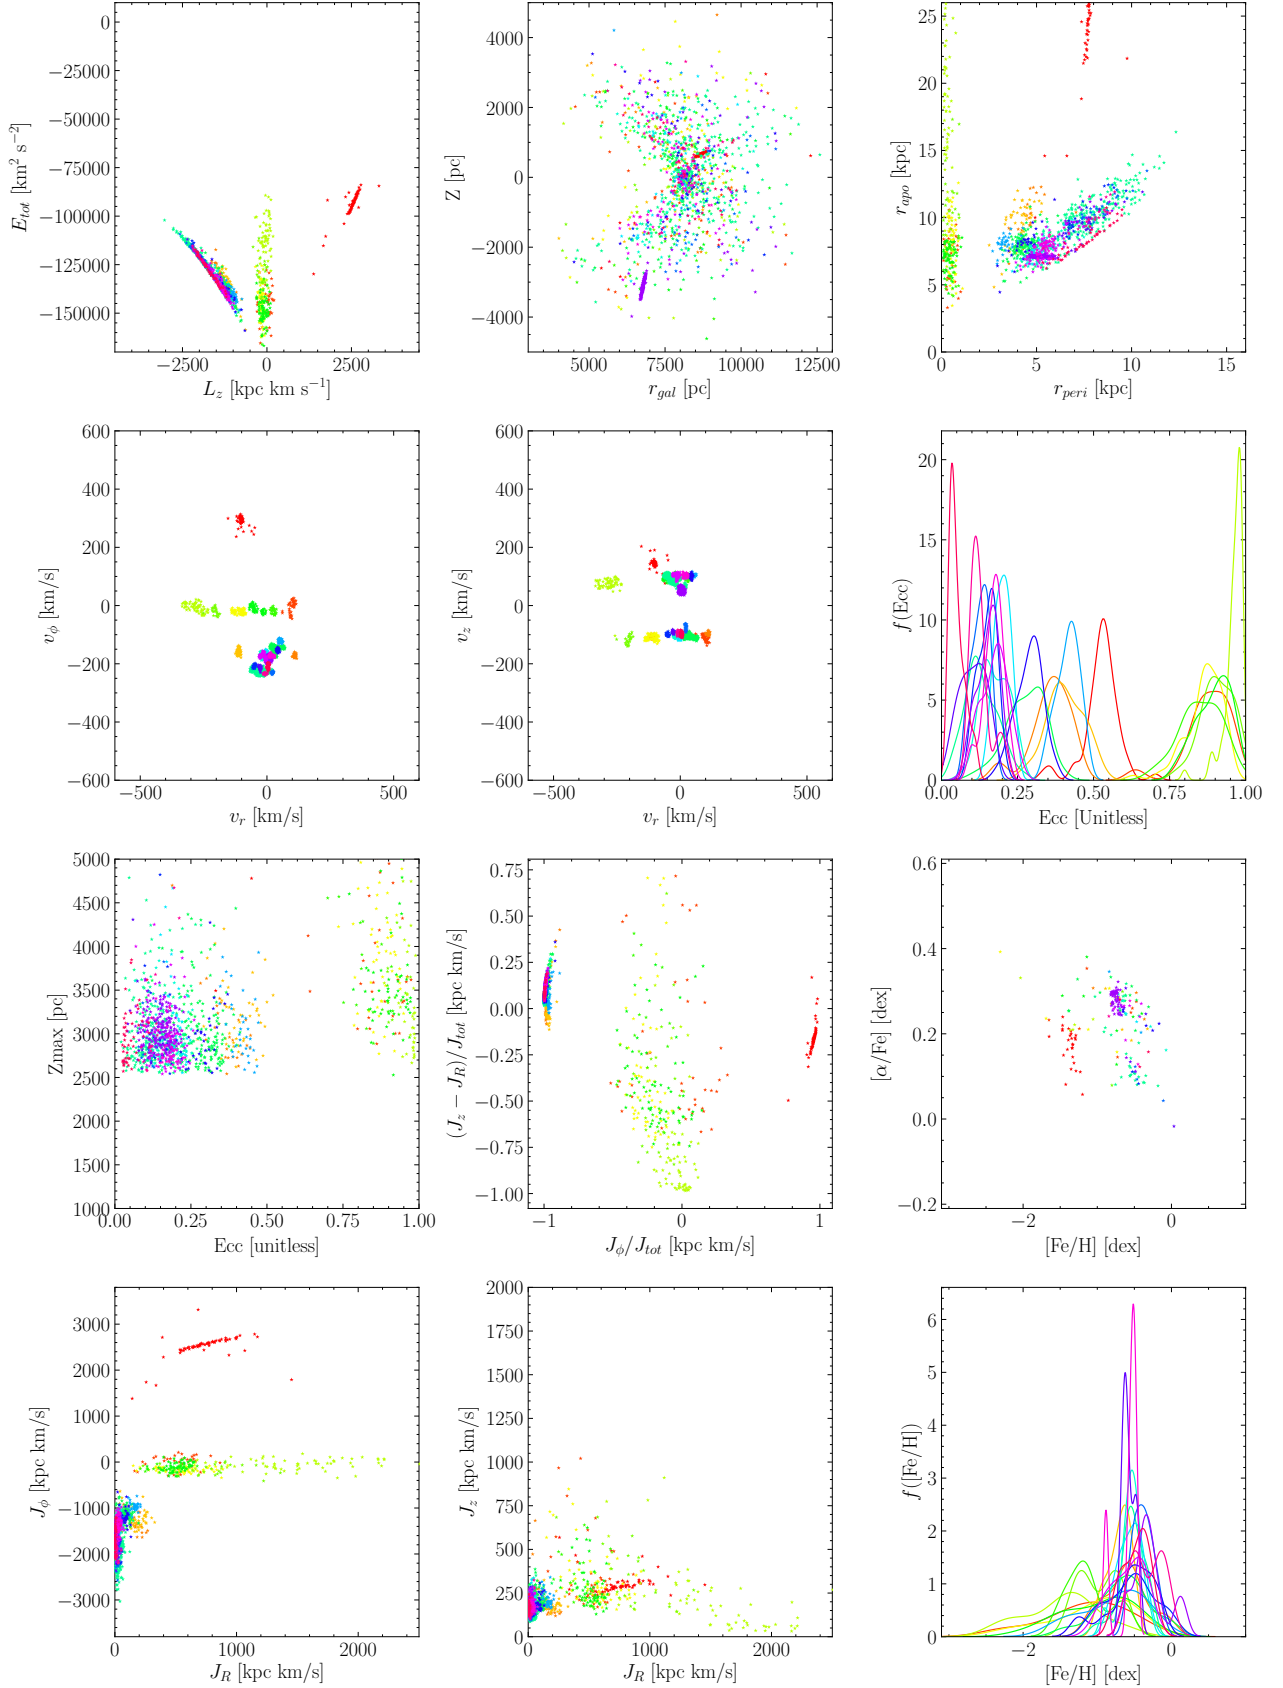 0
−25000
−50000
−75000
−100000
−125000
−150000
E_tot [km² s⁻²]
−2500 0 2500
L_z [kpc km s⁻¹]
4000
2000
0
−2000
−4000
Z [pc]
5000 7500 10000 12500
r_gal [pc]
25
20
15
10
5
0
r_apo [kpc]
0 5 10 15
r_peri [kpc]
600
400
200
0
−200
−400
−600
v_ϕ [km/s]
−500 0 500
v_r [km/s]
600
400
200
0
−200
−400
−600
v_z [km/s]
−500 0 500
v_r [km/s]
20
15
10
5
0
f(Ecc)
0.00 0.25 0.50 0.75 1.00
Ecc [Unitless]
5000
4500
4000
3500
3000
2500
2000
1500
1000
Zmax [pc]
0.00 0.25 0.50 0.75 1.00
Ecc [unitless]
0.75
0.50
0.25
0.00
−0.25
−0.50
−0.75
−1.00
(J_z − J_R)/J_tot [kpc km/s]
−1 0 1
J_ϕ/J_tot [kpc km/s]
0.6
0.4
0.2
0.0
−0.2
[α/Fe] [dex]
−2 0
[Fe/H] [dex]
3000
2000
1000
0
−1000
−2000
−3000
J_ϕ [kpc km/s]
0 1000 2000
J_R [kpc km/s]
2000
1750
1500
1250
1000
750
500
250
0
J_z [kpc km/s]
0 1000 2000
J_R [kpc km/s]
6
5
4
3
2
1
0
f([Fe/H])
−2 0
[Fe/H] [dex]